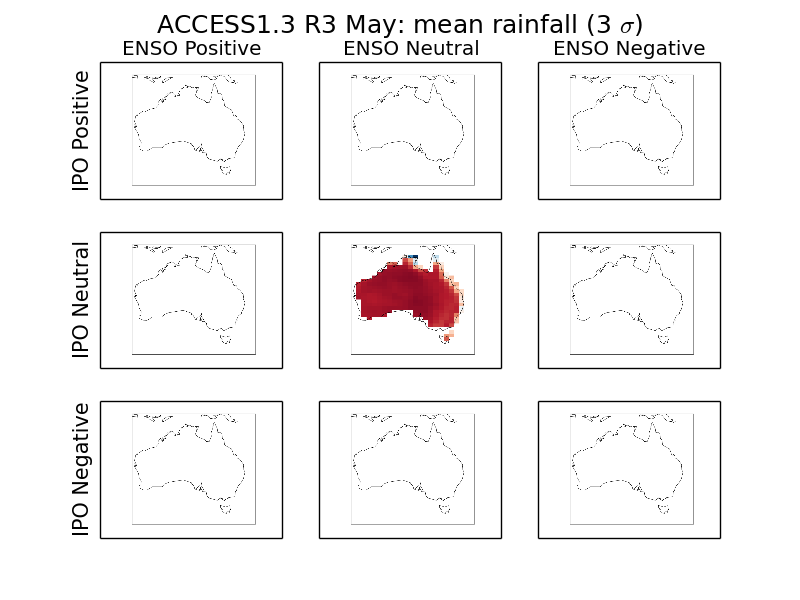 ACCESS1.3 R3 May: mean rainfall (3 σ)
ENSO Positive ENSO Neutral ENSO Negative
IPO Positive
IPO Neutral
IPO Negative